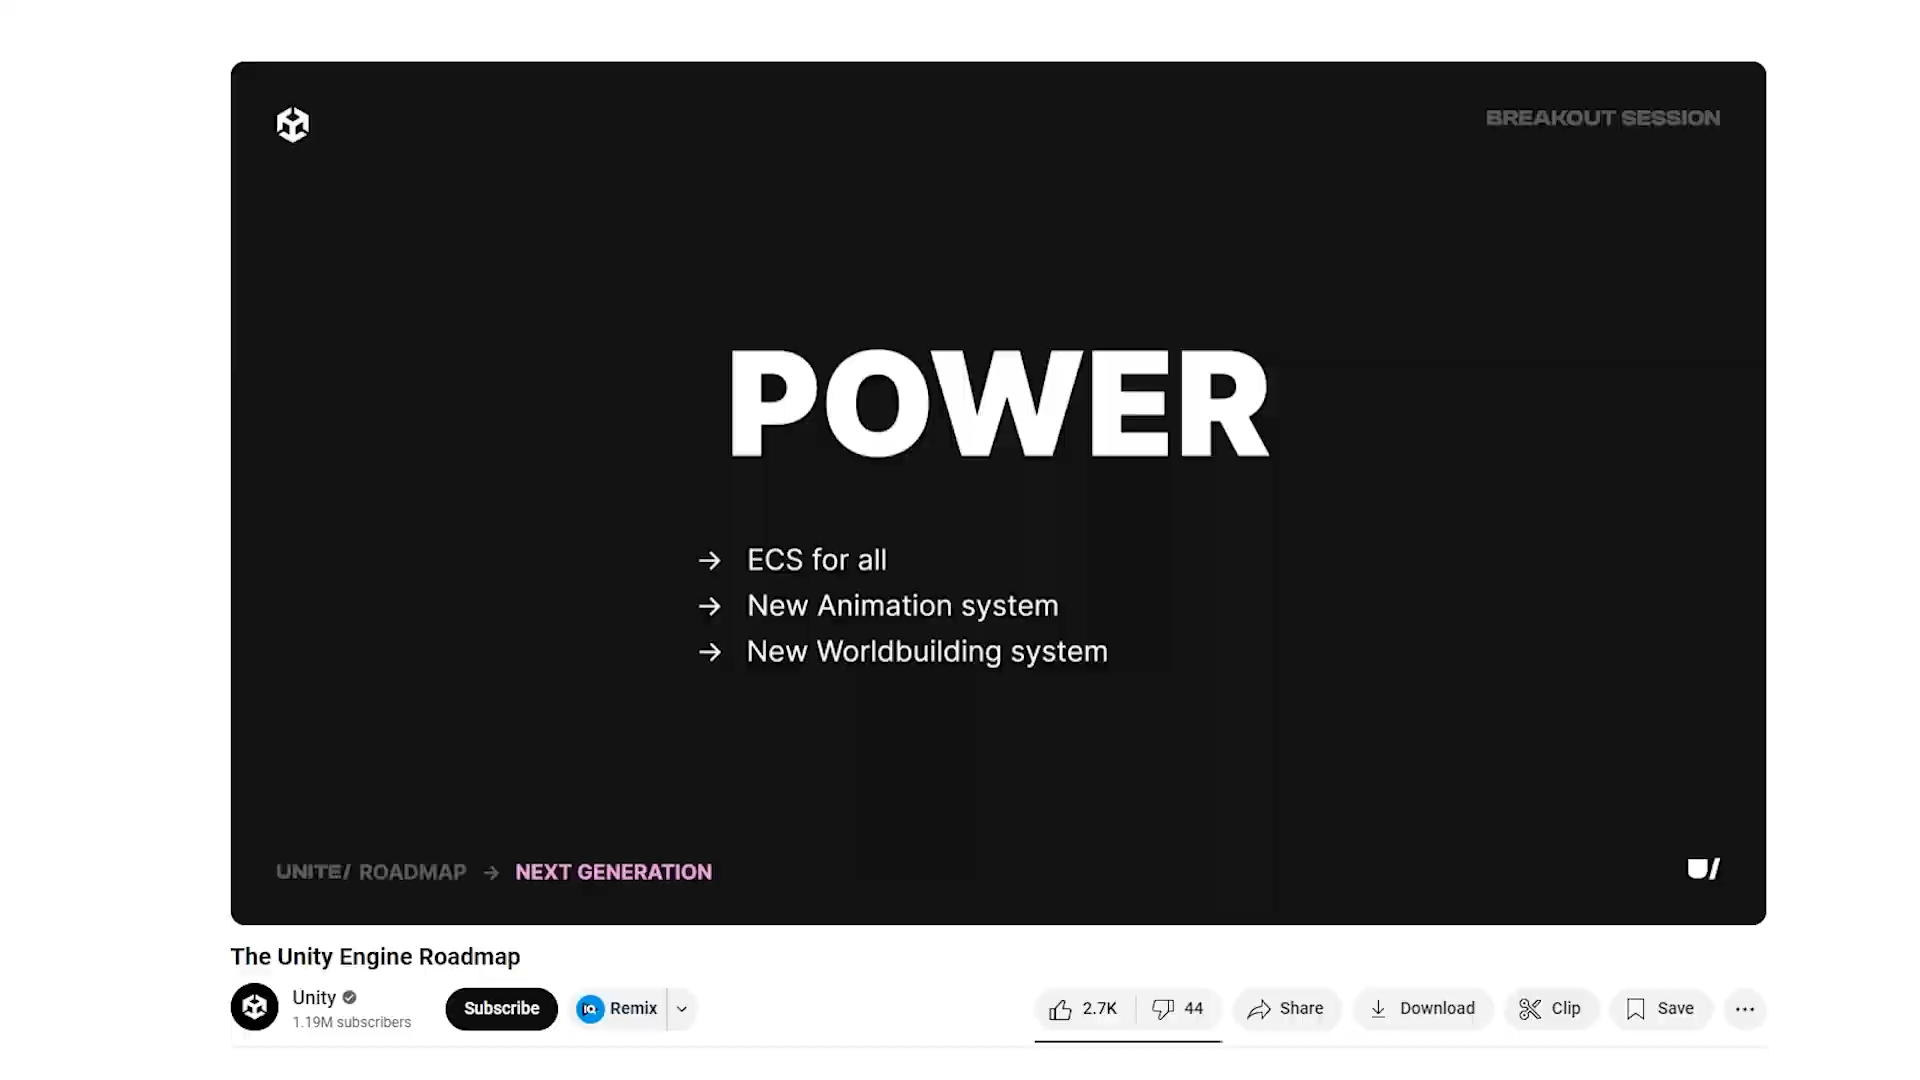 BREAKOUT SESSION
POWER
→ ECS for all
→ New Animation system
→ New Worldbuilding system
UNITE/ ROADMAP → NEXT GENERATION
U/
The Unity Engine Roadmap
Unity
1.19M subscribers
Subscribe
IQ Remix
2.7K
44
Share
Download
Clip
Save